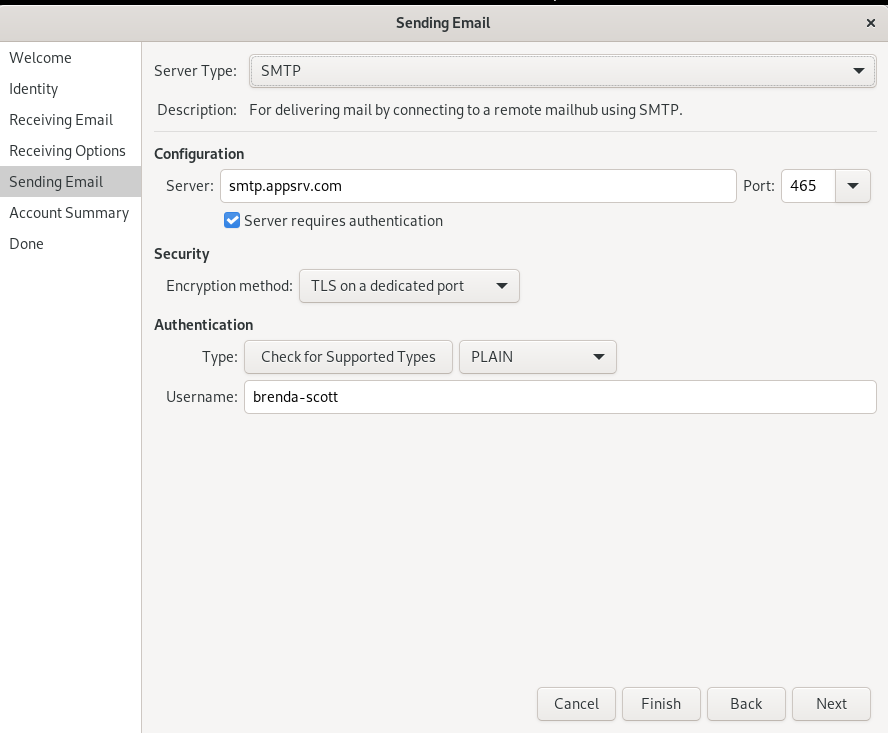 Sending Email
Welcome
Identity
Receiving Email
Receiving Options
Sending Email
Account Summary
Done
Server Type: SMTP
Description: For delivering mail by connecting to a remote mailhub using SMTP.
Configuration
Server: smtp.appsrv.com Port: 465
Server requires authentication
Security
Encryption method: TLS on a dedicated port
Authentication
Type: Check for Supported Types PLAIN
Username: brenda-scott
Cancel Finish Back Next